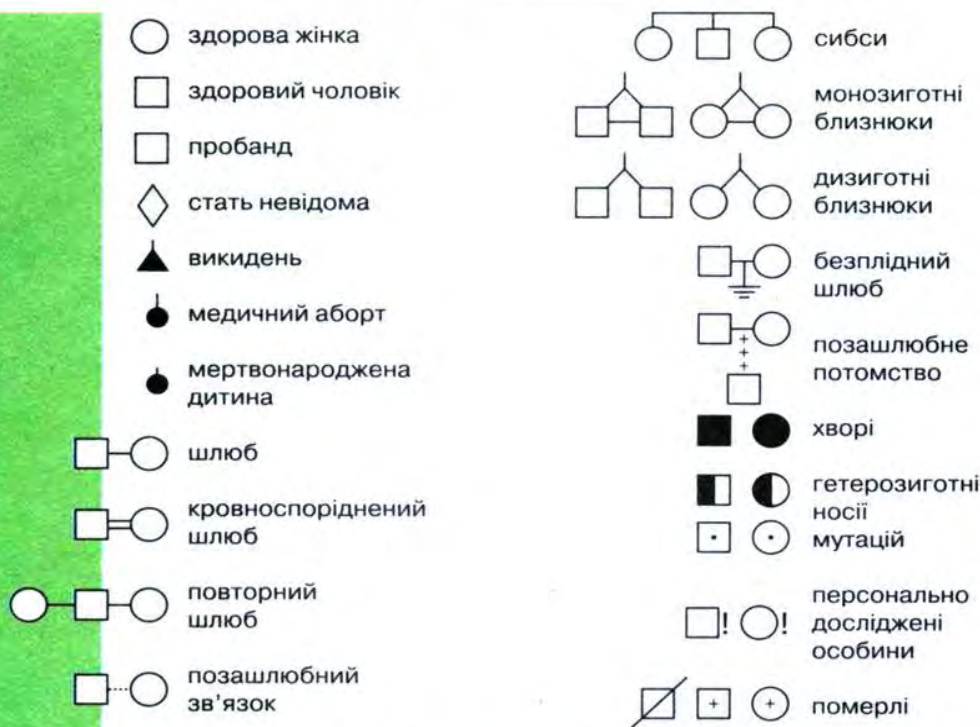 здорова жінка
здоровий чоловік
пробанд
стать невідома
викидень
медичний аборт
мертвонароджена
дитина
шлюб
кровноспоріднений
шлюб
повторний
шлюб
позашлюбний
зв'язок
сибси
монозиготні
близнюки
дизиготні
близнюки
безплідний
шлюб
позашлюбне
потомство
хворі
гетерозиготні
носії
мутацій
персонально
! ! досліджені
особини
померлі